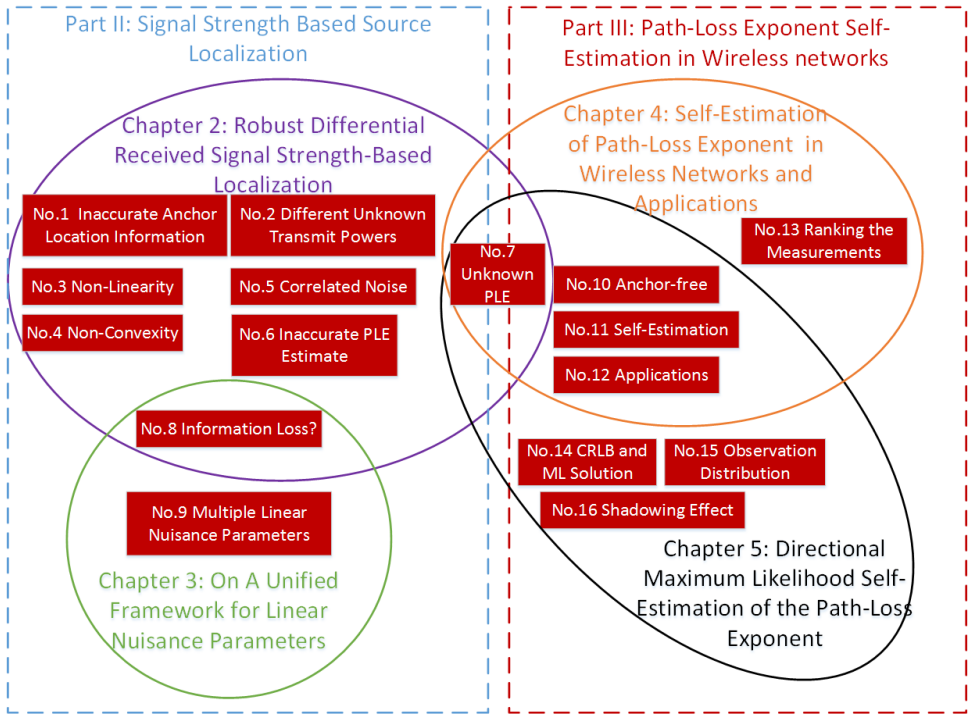 Part II: Signal Strength Based Source
Localization
Part III: Path-Loss Exponent Self-
Estimation in Wireless networks
Chapter 2: Robust Differential
Received Signal Strength-Based
Localization
Chapter 4: Self-Estimation
of Path-Loss Exponent in
Wireless Networks and
Applications
No.1 Inaccurate Anchor
Location Information
No.2 Different Unknown
Transmit Powers
No.3 Non-Linearity
No.5 Correlated Noise
No.4 Non-Convexity
No.6 Inaccurate PLE
Estimate
No.7
Unknown
PLE
No.13 Ranking the
Measurements
No.10 Anchor-free
No.11 Self-Estimation
No.12 Applications
No.8 Information Loss?
No.14 CRLB and
ML Solution
No.15 Observation
Distribution
No.16 Shadowing Effect
No.9 Multiple Linear
Nuisance Parameters
Chapter 3: On A Unified
Framework for Linear
Nuisance Parameters
Chapter 5: Directional
Maximum Likelihood Self-
Estimation of the Path-Loss
Exponent